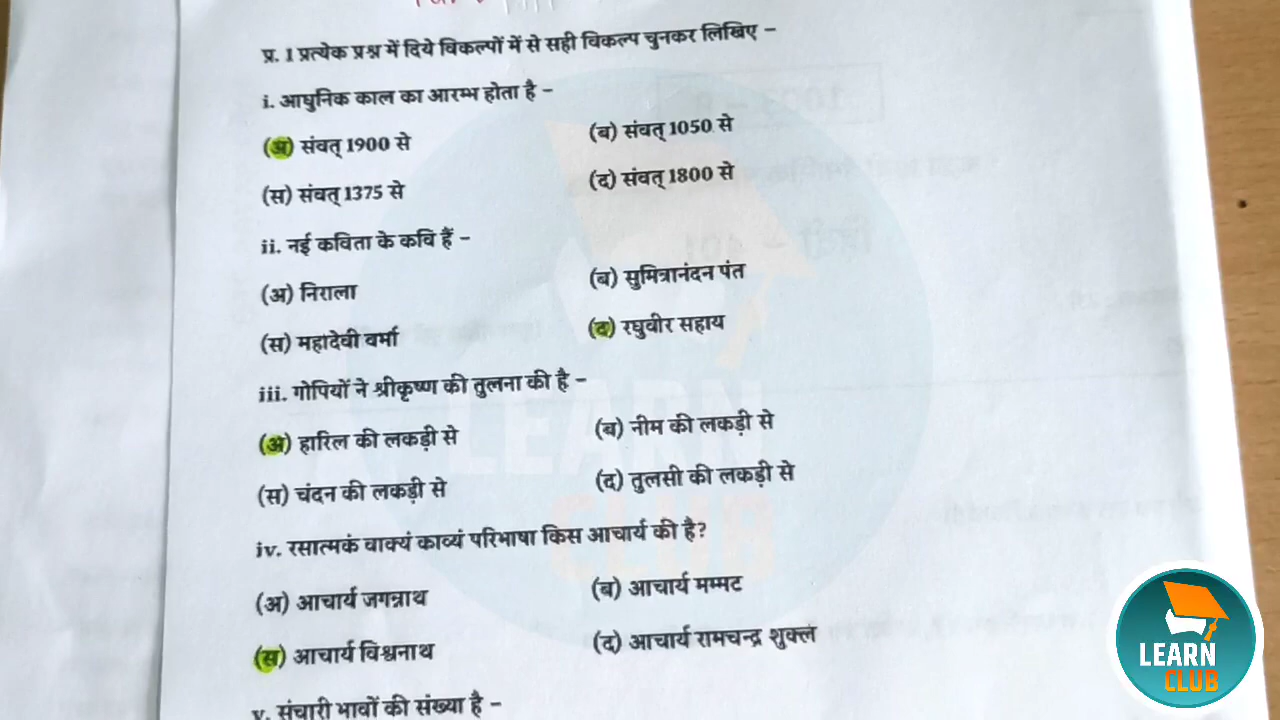 प्र. 1 प्रत्येक प्रश्न में दिये विकल्पों में से सही विकल्प चुनकर लिखिए –
i. आधुनिक काल का आरम्भ होता है –
(अ) संवत् 1900 से (ब) संवत् 1050 से
(स) संवत् 1375 से (द) संवत् 1800 से
ii. नई कविता के कवि हैं –
(अ) निराला (ब) सुमित्रानंदन पंत
(स) महादेवी वर्मा (द) रघुवीर सहाय
iii. गोपियों ने श्रीकृष्ण की तुलना की है –
(अ) हारिल की लकड़ी से (ब) नीम की लकड़ी से
(स) चंदन की लकड़ी से (द) तुलसी की लकड़ी से
iv. रसात्मकं वाक्यं काव्यं परिभाषा किस आचार्य की है?
(अ) आचार्य जगन्नाथ (ब) आचार्य मम्मट
(स) आचार्य विश्वनाथ (द) आचार्य रामचन्द्र शुक्ल
v. संचारी भावों की संख्या है –
LEARN
CLUB
LEARN
CLUB